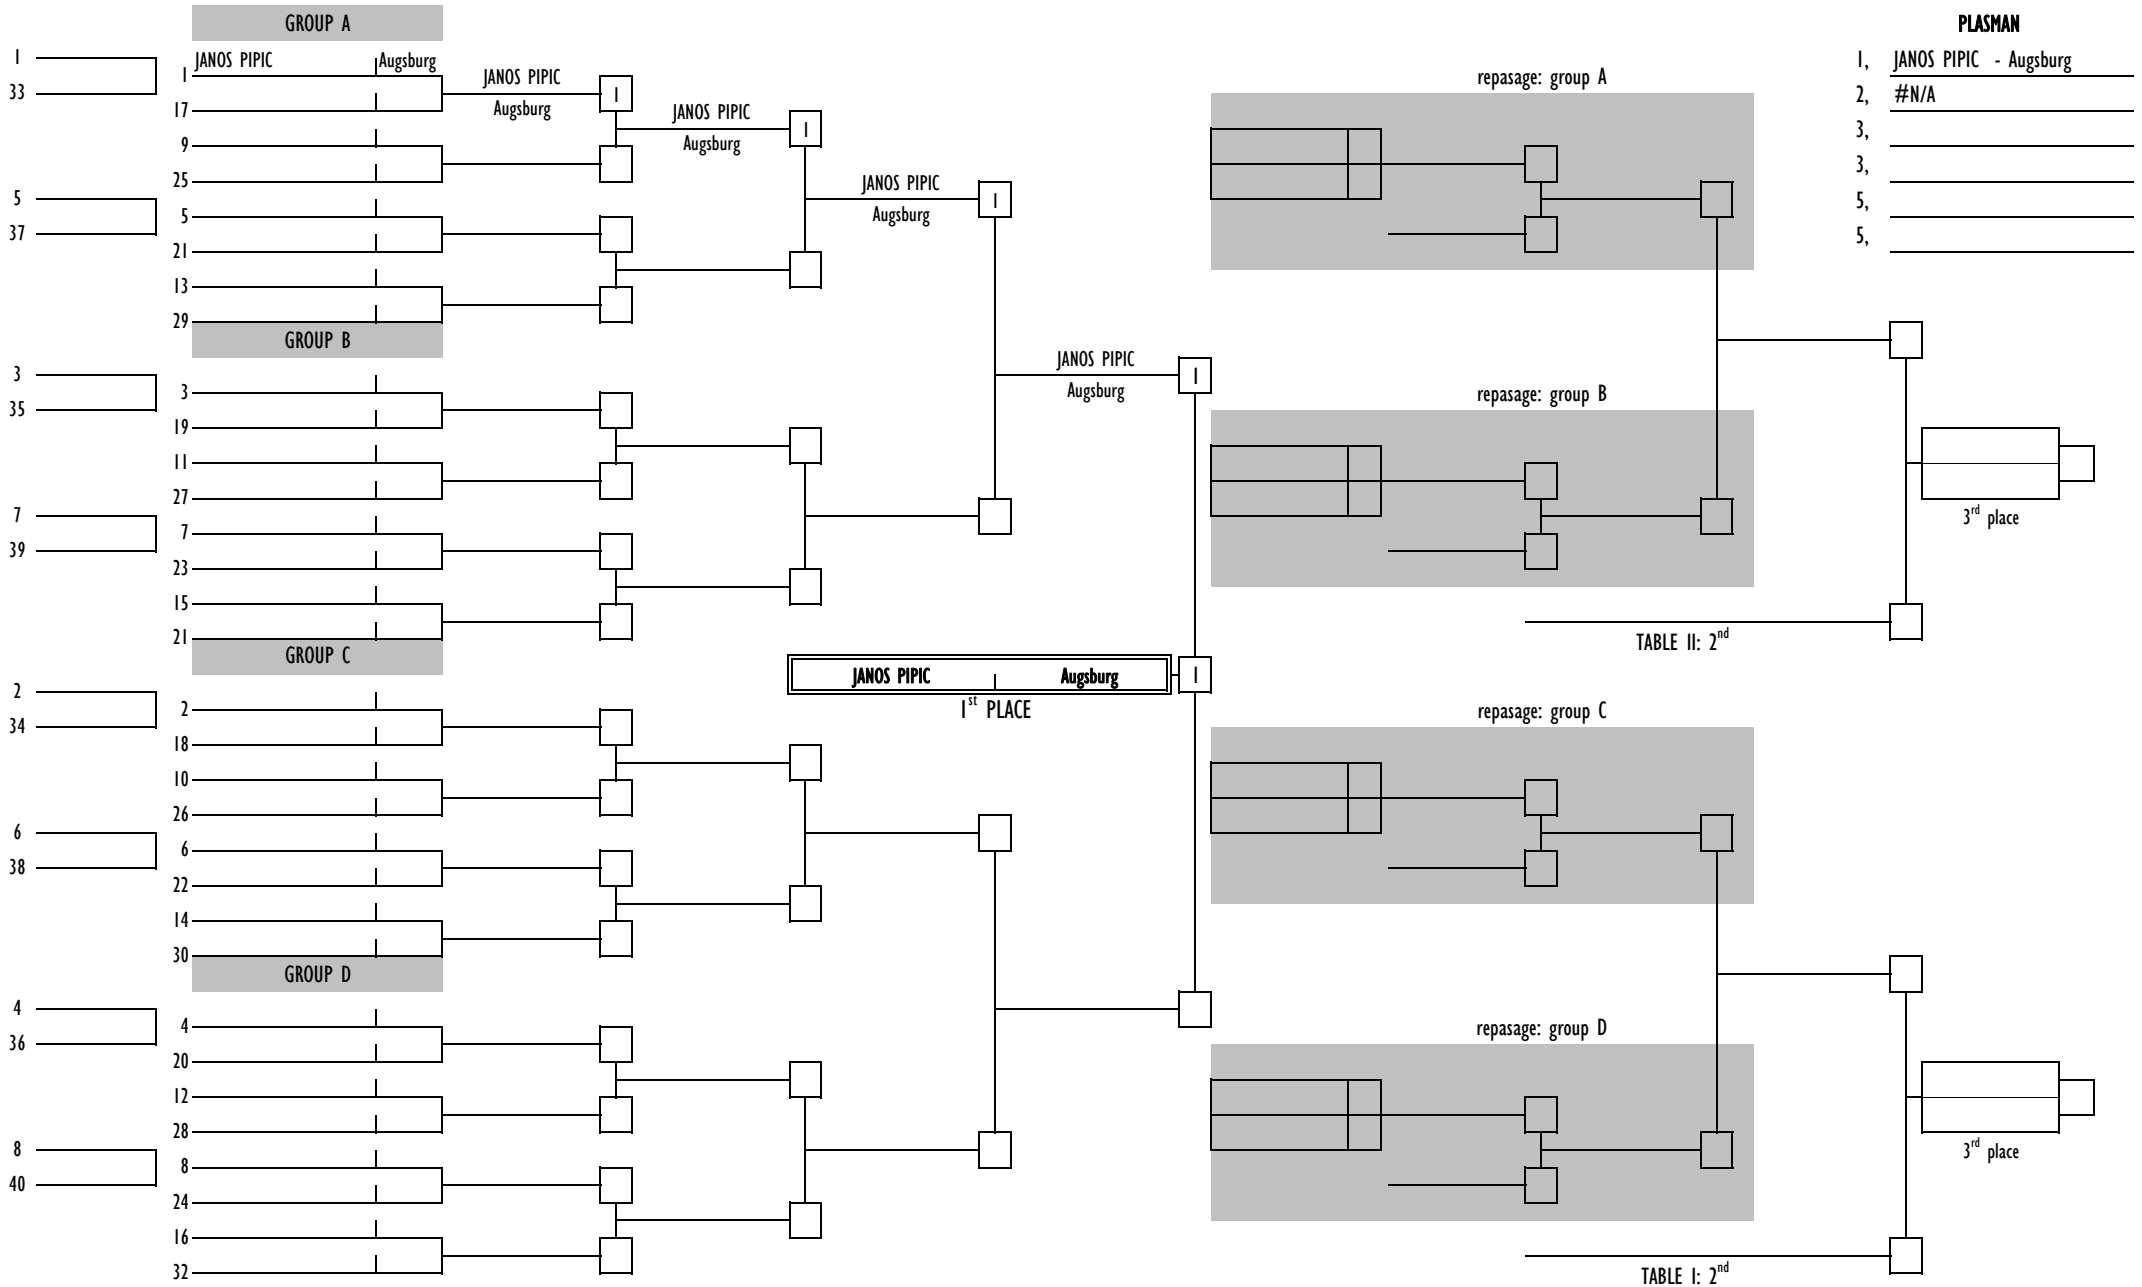 GROUP A
1
33
5
37
1 JANOS PIPIC Augsburg
17
9
25
5
21
13
29
GROUP B
3
35
7
39
3
19
11
27
7
23
15
21
GROUP C
2
34
6
38
2
18
10
26
6
22
14
30
GROUP D
4
36
8
40
4
20
12
28
8
24
16
32
JANOS PIPIC
Augsburg
1
JANOS PIPIC
Augsburg
1
JANOS PIPIC
Augsburg
1
JANOS PIPIC
Augsburg
1
JANOS PIPIC Augsburg
1
1st PLACE
repasage: group A
repasage: group B
TABLE II: 2nd
repasage: group C
repasage: group D
TABLE I: 2nd
PLASMAN
1, JANOS PIPIC - Augsburg
2, #N/A
3,
3,
5,
5,
3rd place
3rd place